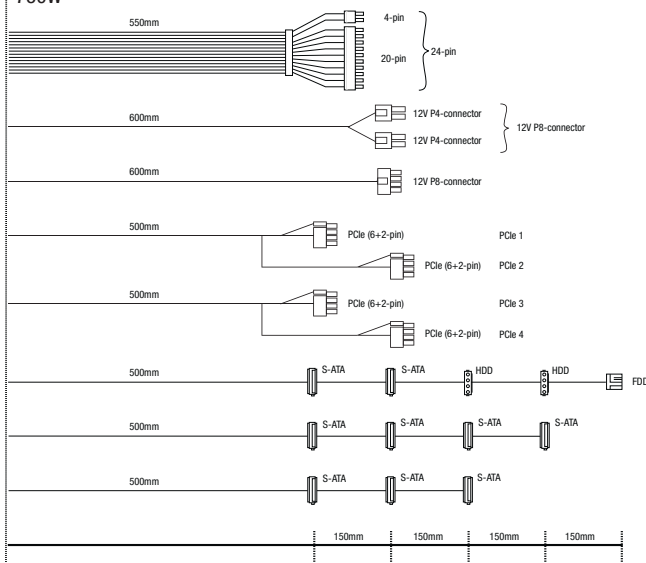 550mm
4-pin
20-pin
24-pin
600mm
12V P4-connector
12V P4-connector
12V P8-connector
600mm
12V P8-connector
500mm
PCIe (6+2-pin) PCIe 1
PCIe (6+2-pin) PCIe 2
500mm
PCIe (6+2-pin) PCIe 3
PCIe (6+2-pin) PCIe 4
500mm S-ATA S-ATA HDD HDD FDD
500mm S-ATA S-ATA S-ATA S-ATA
500mm S-ATA S-ATA S-ATA
150mm 150mm 150mm 150mm